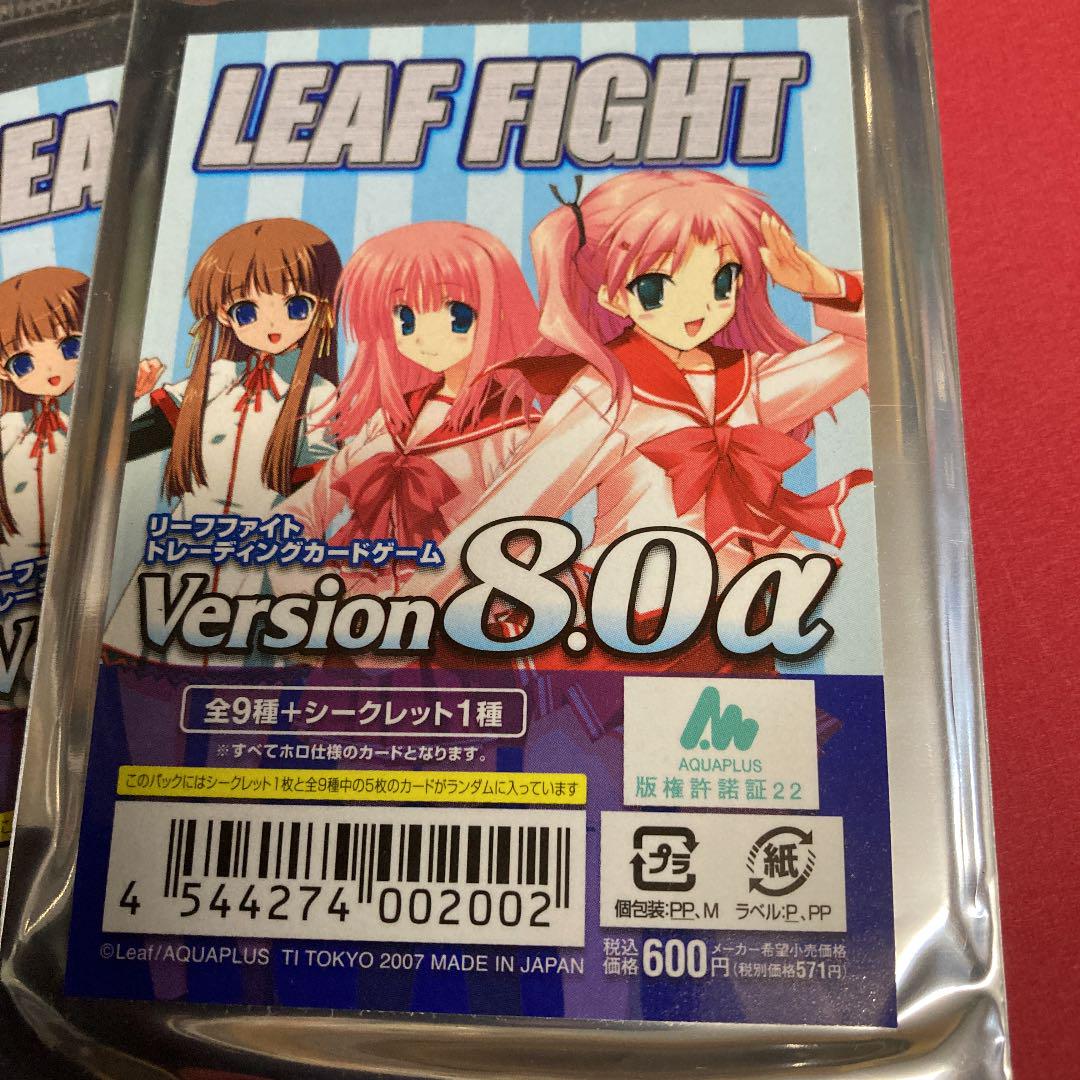 LEAF FIGHT
リーフファイト
トレーディングカードゲーム
Version 8.0α
全9種+シークレット1種
※すべてホロ仕様のカードとなります。
このパックにはシークレット1枚と全9種中の5枚のカードがランダムに入っています
AQUAPLUS
版権許諾証22
4 544274 002002
プラ
紙
個包装:PP、M ラベル:P、PP
©Leaf/AQUAPLUS TI TOKYO 2007 MADE IN JAPAN
税込価格600円 メーカー希望小売価格
(税別価格571円)
EA